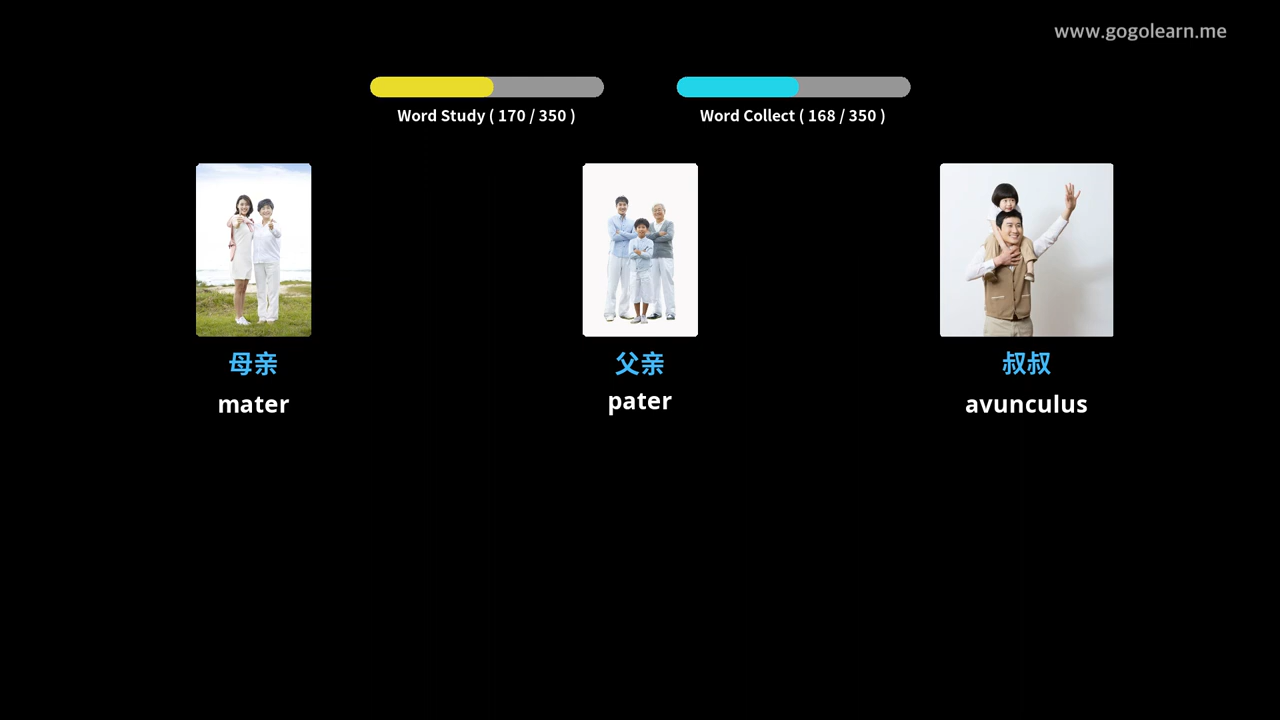 www.gogolearn.me
Word Study ( 170 / 350 )
Word Collect ( 168 / 350 )
母亲
父亲
叔叔
mater
pater
avunculus